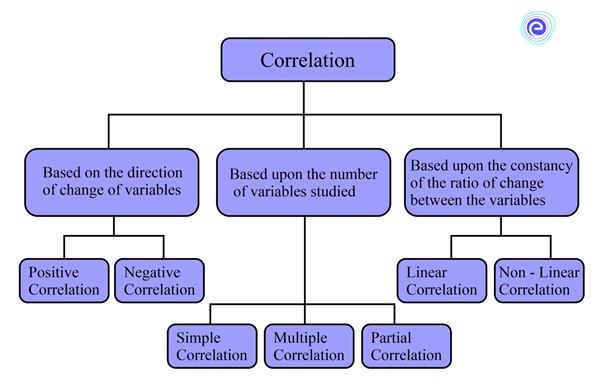 Correlation
Based on the direction
of change of variables
Based upon the number
of variables studied
Based upon the constancy
of the ratio of change
between the variables
Positive
Correlation
Negative
Correlation
Linear
Correlation
Non - Linear
Correlation
Simple
Correlation
Multiple
Correlation
Partial
Correlation